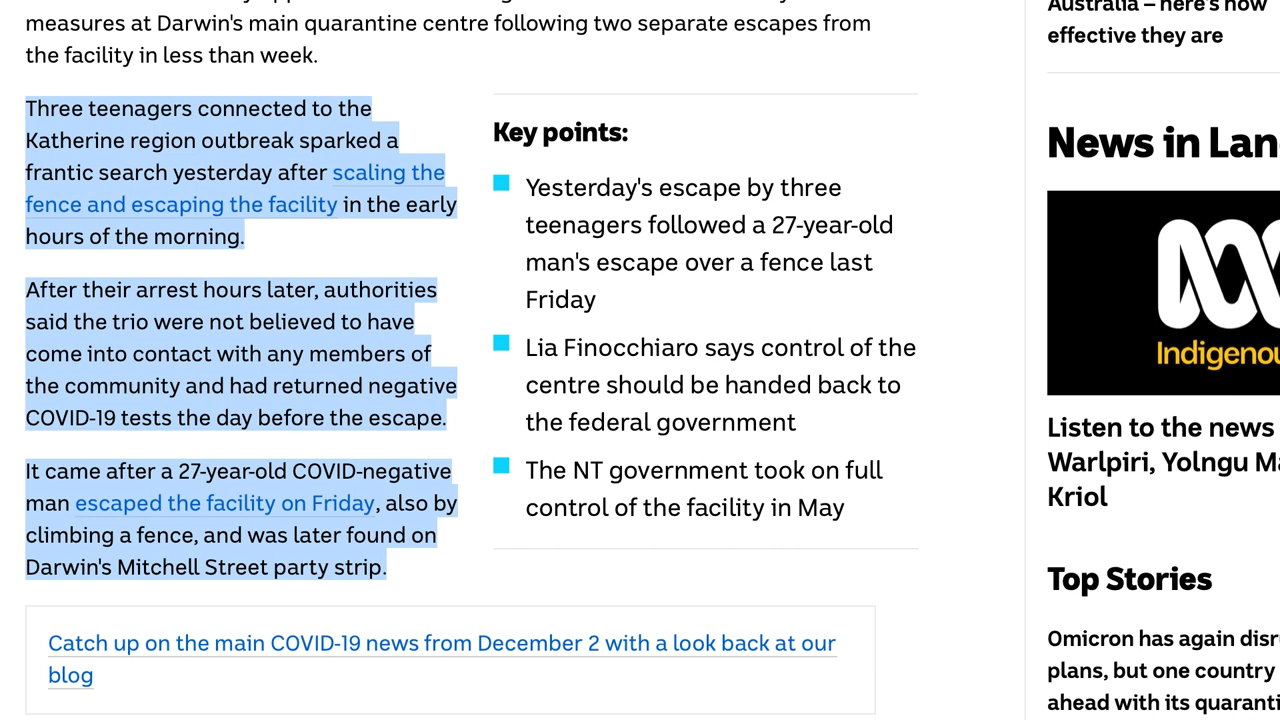 measures at Darwin's main quarantine centre following two separate escapes from
the facility in less than week.
Three teenagers connected to the
Katherine region outbreak sparked a
frantic search yesterday after scaling the
fence and escaping the facility in the early
hours of the morning.
After their arrest hours later, authorities
said the trio were not believed to have
come into contact with any members of
the community and had returned negative
COVID-19 tests the day before the escape.
It came after a 27-year-old COVID-negative
man escaped the facility on Friday, also by
climbing a fence, and was later found on
Darwin's Mitchell Street party strip.
Key points:
Yesterday's escape by three
teenagers followed a 27-year-old
man's escape over a fence last
Friday
Lia Finocchiaro says control of the
centre should be handed back to
the federal government
The NT government took on full
control of the facility in May
Catch up on the main COVID-19 news from December 2 with a look back at our
blog
Australia – here's how
effective they are
News in Lan
Indigenou
Listen to the news
Warlpiri, Yolngu Ma
Kriol
Top Stories
Omicron has again disr
plans, but one country
ahead with its quaranti